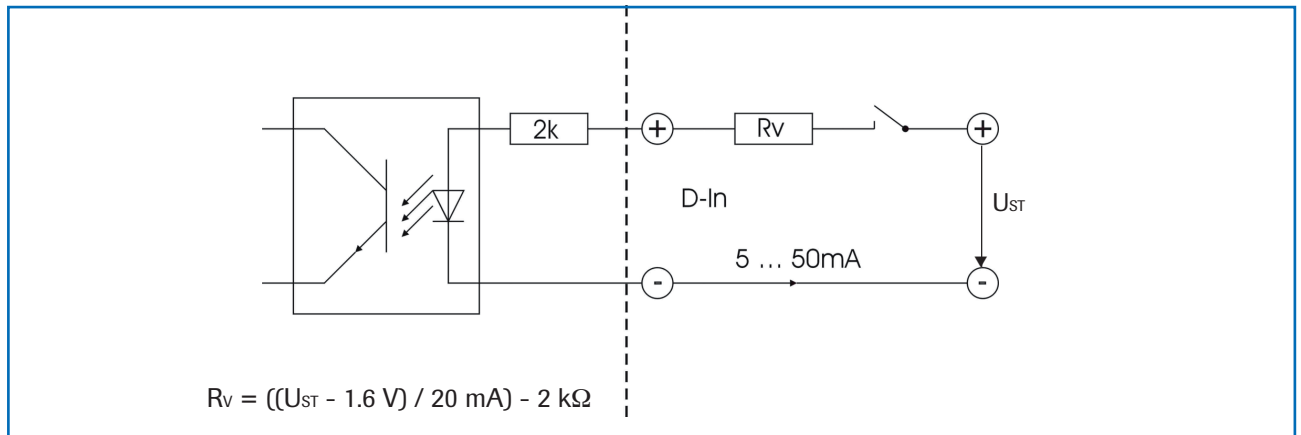 2k
+
Rv
+
D-In
UST
5 ... 50mA
-
-
Rv = ((UST - 1.6 V) / 20 mA) - 2 kΩ